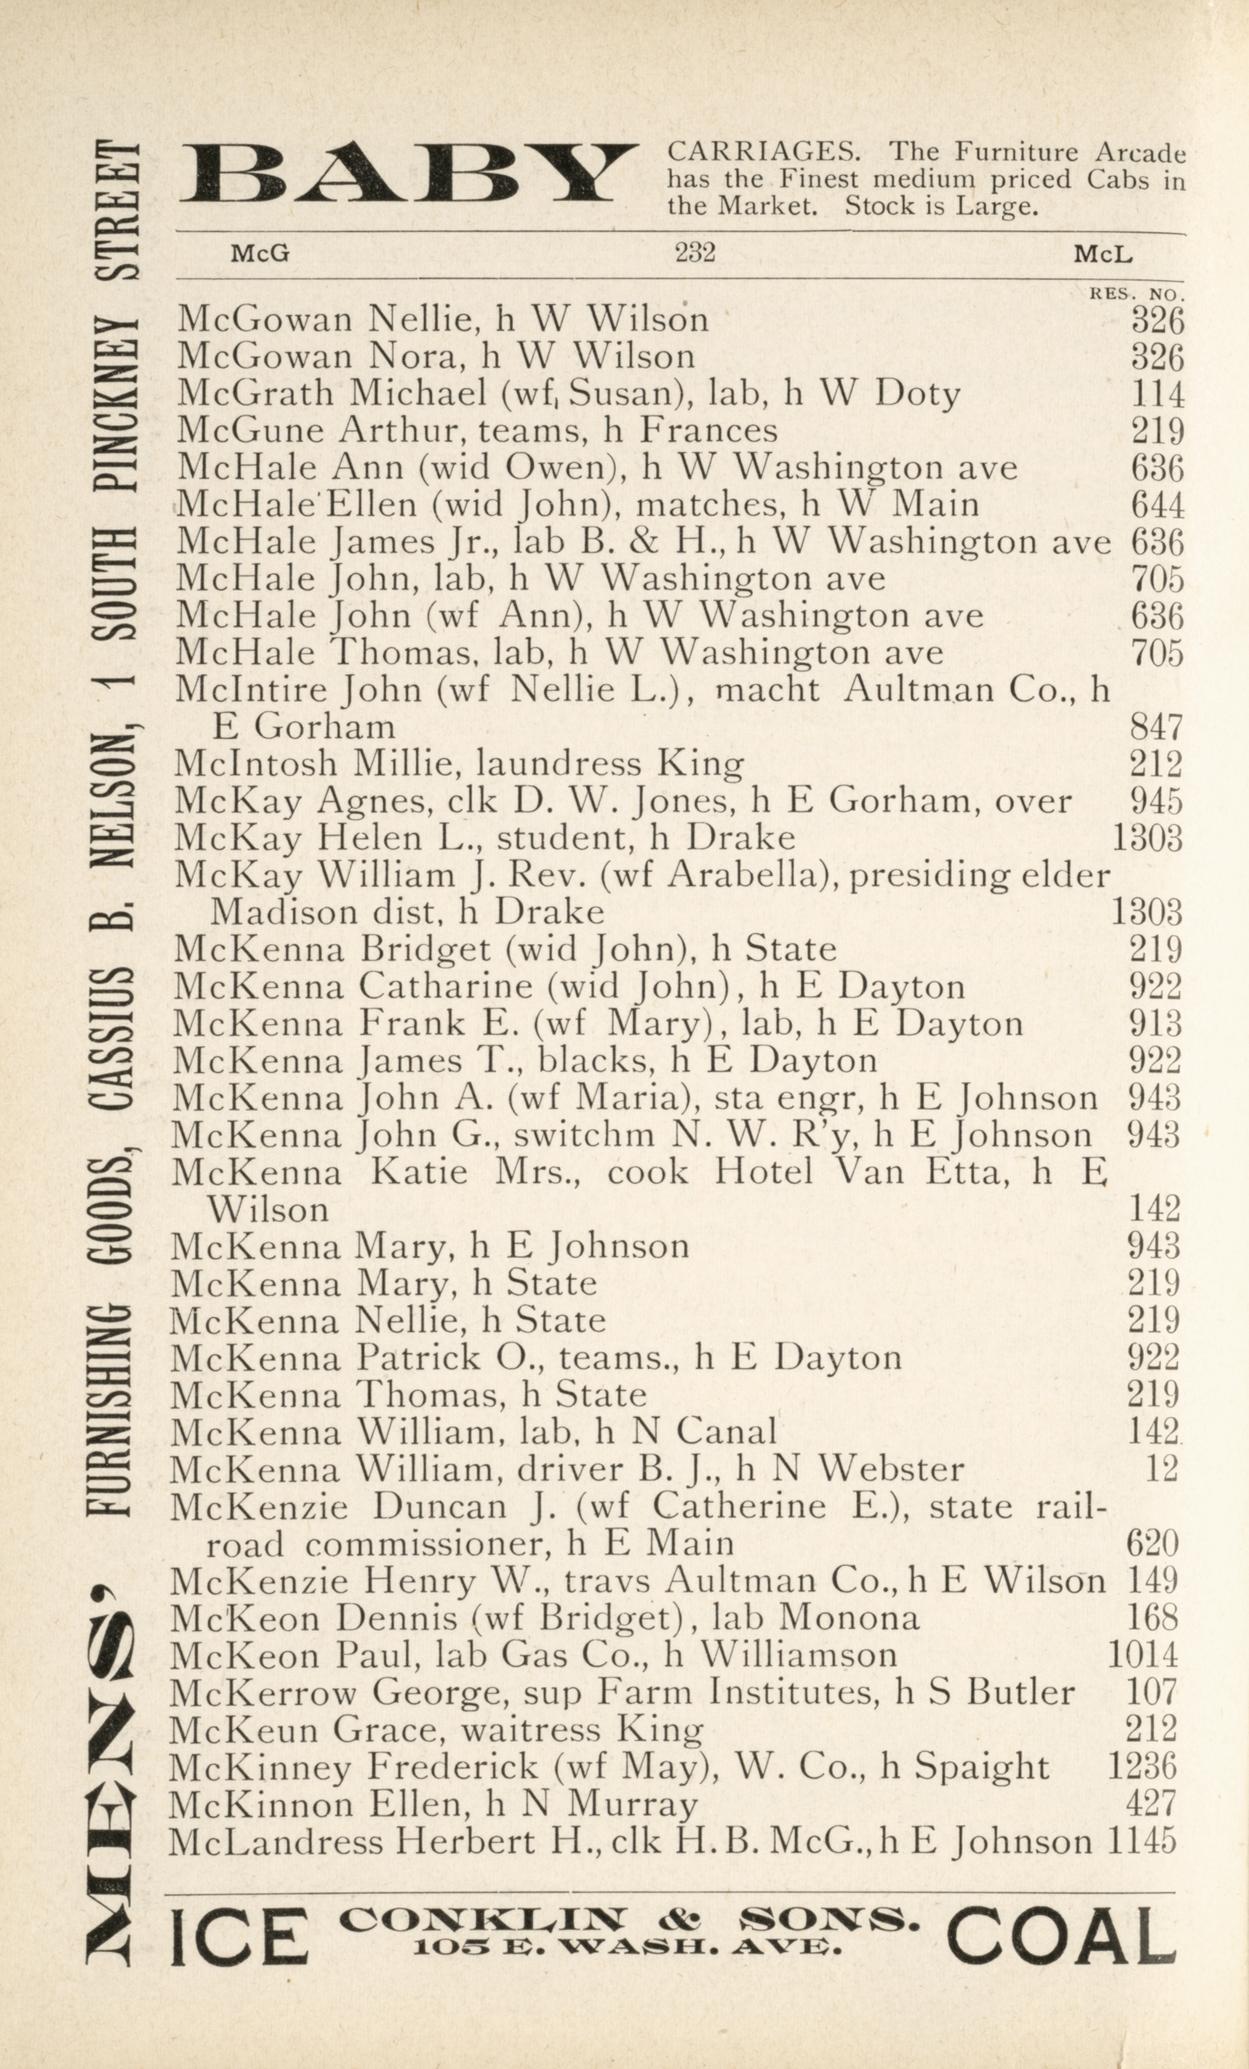 BABY CARRIAGES. The Furniture Arcade
has the Finest medium priced Cabs in
the Market. Stock is Large.
McG 232 McL
RES. NO.
McGowan Nellie, h W Wilson 326
McGowan Nora, h W Wilson 326
McGrath Michael (wf, Susan), lab, h W Doty 114
McGune Arthur, teams, h Frances 219
McHale Ann (wid Owen), h W Washington ave 636
McHale Ellen (wid John), matches, h W Main 644
McHale James Jr., lab B. & H., h W Washington ave 636
McHale John, lab, h W Washington ave 705
McHale John (wf Ann), h W Washington ave 636
McHale Thomas, lab, h W Washington ave 705
McIntire John (wf Nellie L.), macht Aultman Co., h
E Gorham 847
McIntosh Millie, laundress King 212
McKay Agnes, clk D. W. Jones, h E Gorham, over 945
McKay Helen L., student, h Drake 1303
McKay William J. Rev. (wf Arabella), presiding elder
Madison dist, h Drake 1303
McKenna Bridget (wid John), h State 219
McKenna Catharine (wid John), h E Dayton 922
McKenna Frank E. (wf Mary), lab, h E Dayton 913
McKenna James T., blacks, h E Dayton 922
McKenna John A. (wf Maria), sta engr, h E Johnson 943
McKenna John G., switchm N. W. R'y, h E Johnson 943
McKenna Katie Mrs., cook Hotel Van Etta, h E
Wilson 142
McKenna Mary, h E Johnson 943
McKenna Mary, h State 219
McKenna Nellie, h State 219
McKenna Patrick O., teams., h E Dayton 922
McKenna Thomas, h State 219
McKenna William, lab, h N Canal 142
McKenna William, driver B. J., h N Webster 12
McKenzie Duncan J. (wf Catherine E.), state rail-
road commissioner, h E Main 620
McKenzie Henry W., travs Aultman Co., h E Wilson 149
McKeon Dennis (wf Bridget), lab Monona 168
McKeon Paul, lab Gas Co., h Williamson 1014
McKerrow George, sup Farm Institutes, h S Butler 107
McKeun Grace, waitress King 212
McKinney Frederick (wf May), W. Co., h Spaight 1236
McKinnon Ellen, h N Murray 427
McLandress Herbert H., clk H. B. McG., h E Johnson 1145
ICE CONKLIN & SONS. COAL
105 E. WASH. AVE.
MENS' FURNISHING GOODS, CASSIUS B. NELSON, 1 SOUTH PINCKNEY STREET